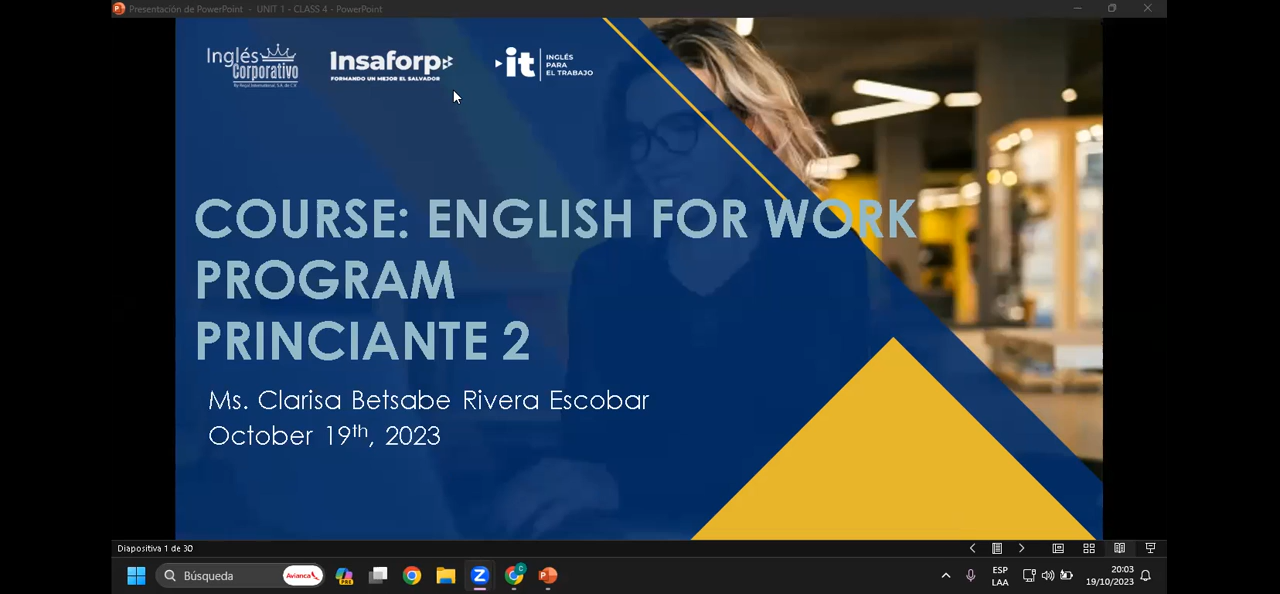 Presentación de PowerPoint - UNIT 1 - CLASS 4 - PowerPoint
Inglés
Corporativo
Insaforp
FORMANDO UN MEJOR EL SALVADOR
it
INGLÉS
PARA
EL TRABAJO
COURSE: ENGLISH FOR WORK
PROGRAM
PRINCIANTE 2
Ms. Clarisa Betsabe Rivera Escobar
October 19th, 2023
Diapositiva 1 de 30
Búsqueda
Avianca
PRE
ESP
LAA
20:03
19/10/2023